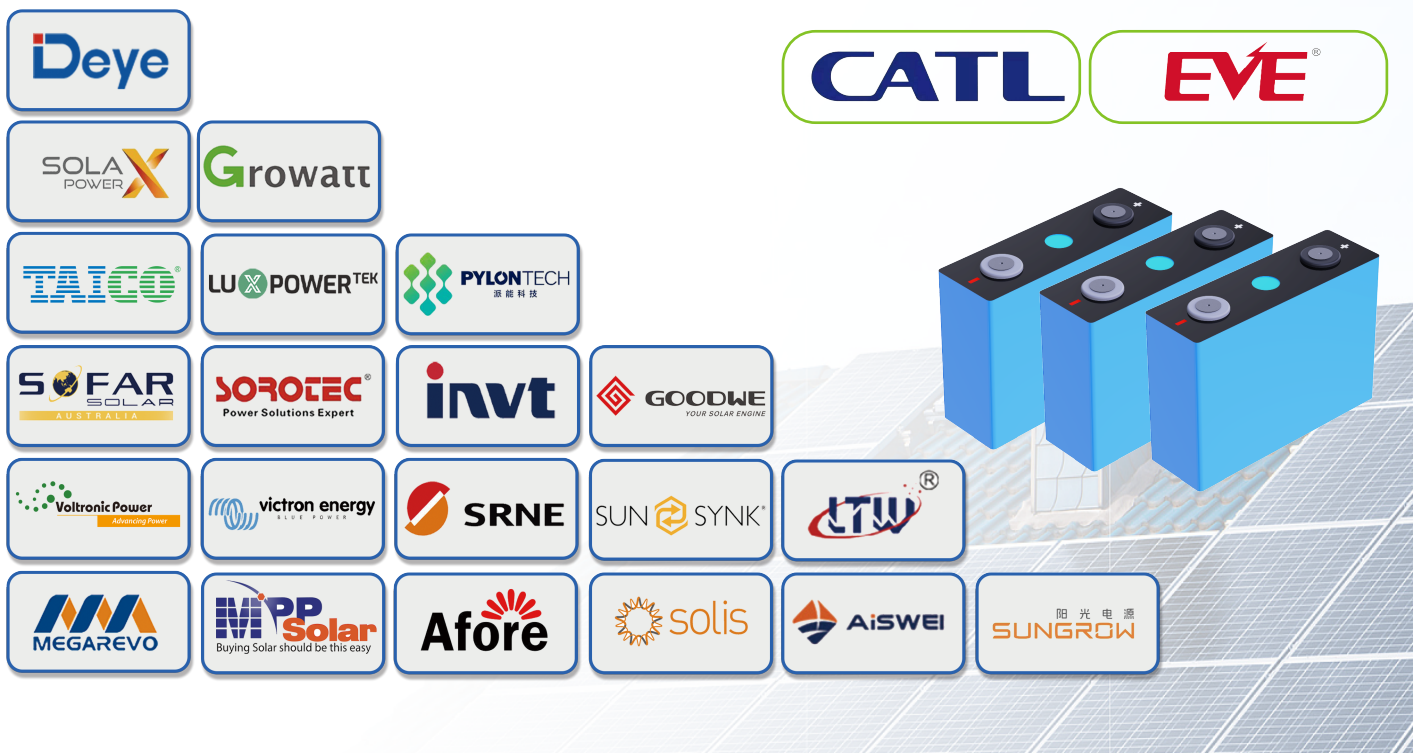 Deye
CATL
EVE®
SOLAX
POWER
Growatt
TAICO®
LUXPOWERTEK
PYLONTECH
派能科技
SOFAR
SOLAR
AUSTRALIA
SOROTEC®
Power Solutions Expert
invt
GOODWE
YOUR SOLAR ENGINE
Voltronic Power
Advancing Power
victron energy
BLUE POWER
SRNE
SUN SYNK®
LTW®
MEGAREVO
MPP
Solar
Buying Solar should be this easy
Afore
solis
AiSWEI
阳光电源
SUNGROW